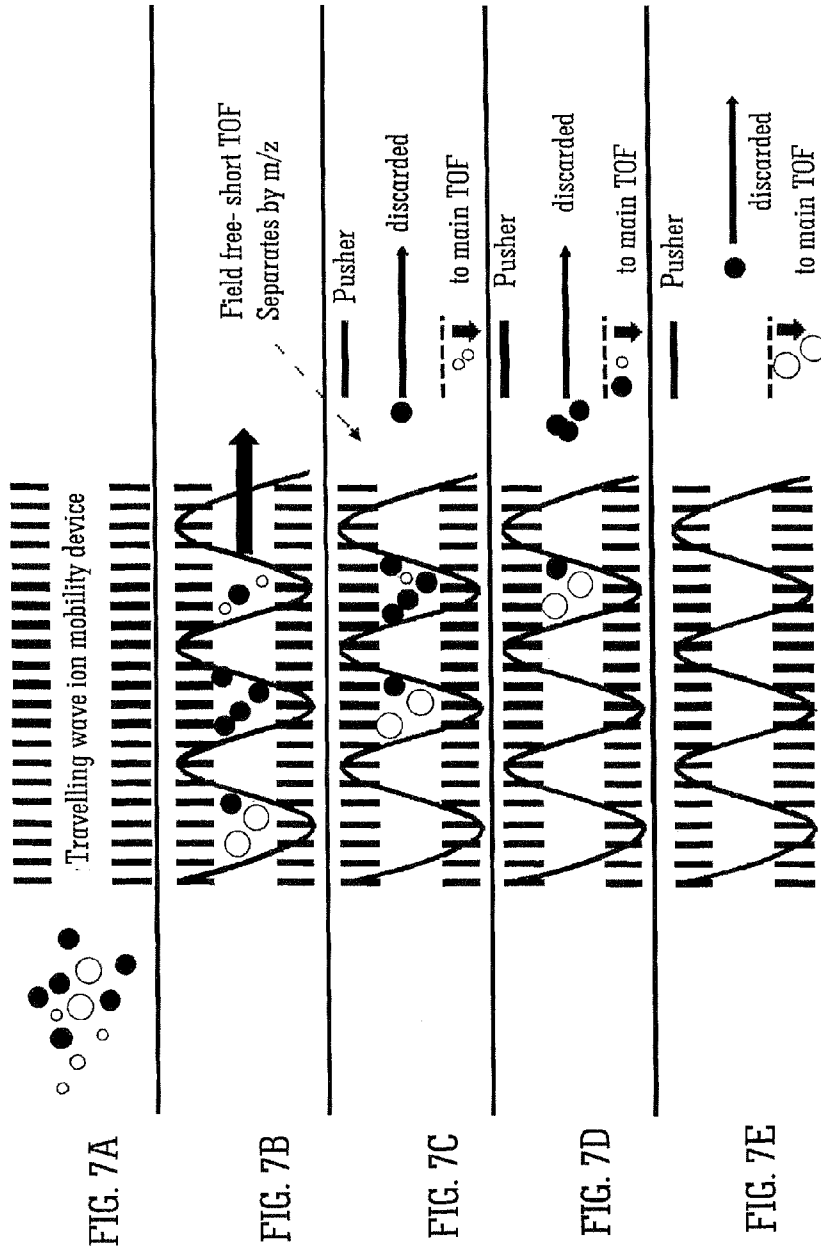 FIG. 7A
Travelling wave ion mobility device
FIG. 7B
Field free- short TOF
Separates by m/z
FIG. 7C
Pusher
discarded
to main TOF
FIG. 7D
Pusher
discarded
to main TOF
FIG. 7E
Pusher
discarded
to main TOF